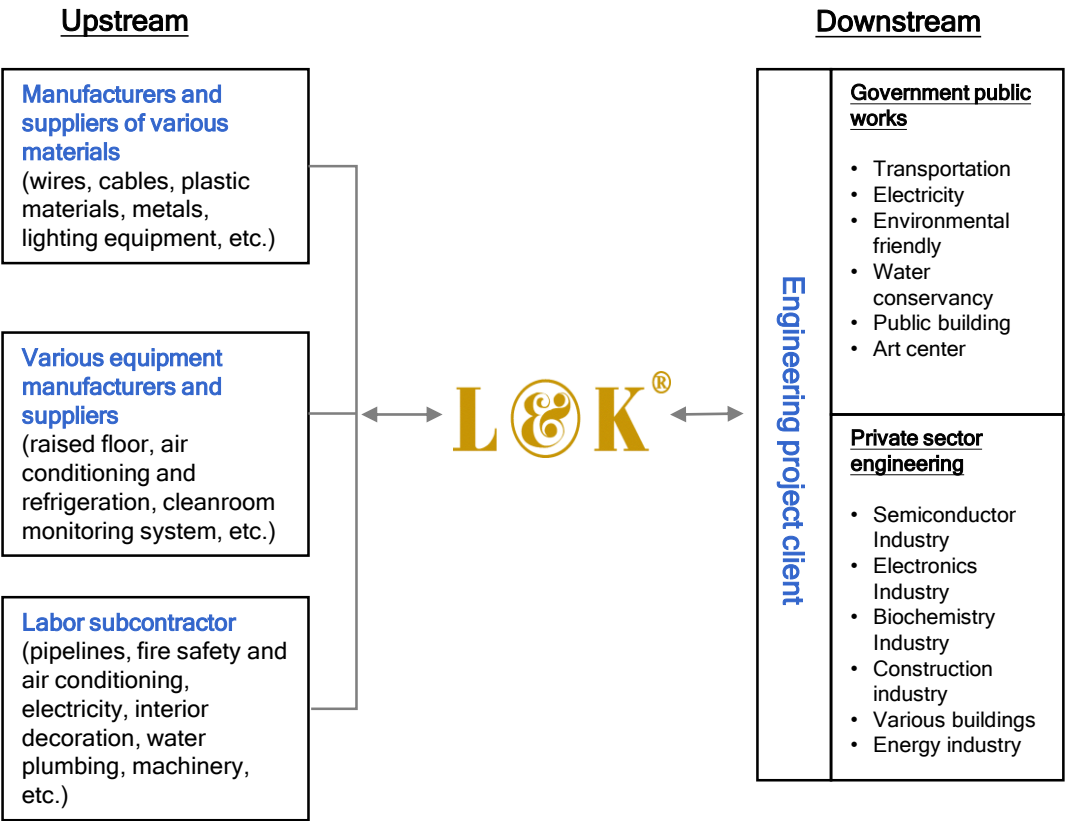 Upstream
Manufacturers and
suppliers of various
materials
(wires, cables, plastic
materials, metals,
lighting equipment, etc.)
Various equipment
manufacturers and
suppliers
(raised floor, air
conditioning and
refrigeration, cleanroom
monitoring system, etc.)
Labor subcontractor
(pipelines, fire safety and
air conditioning,
electricity, interior
decoration, water
plumbing, machinery,
etc.)
L & K®
Downstream
Engineering project client
Government public
works
• Transportation
• Electricity
• Environmental
friendly
• Water
conservancy
• Public building
• Art center
Private sector
engineering
• Semiconductor
Industry
• Electronics
Industry
• Biochemistry
Industry
• Construction
industry
• Various buildings
• Energy industry